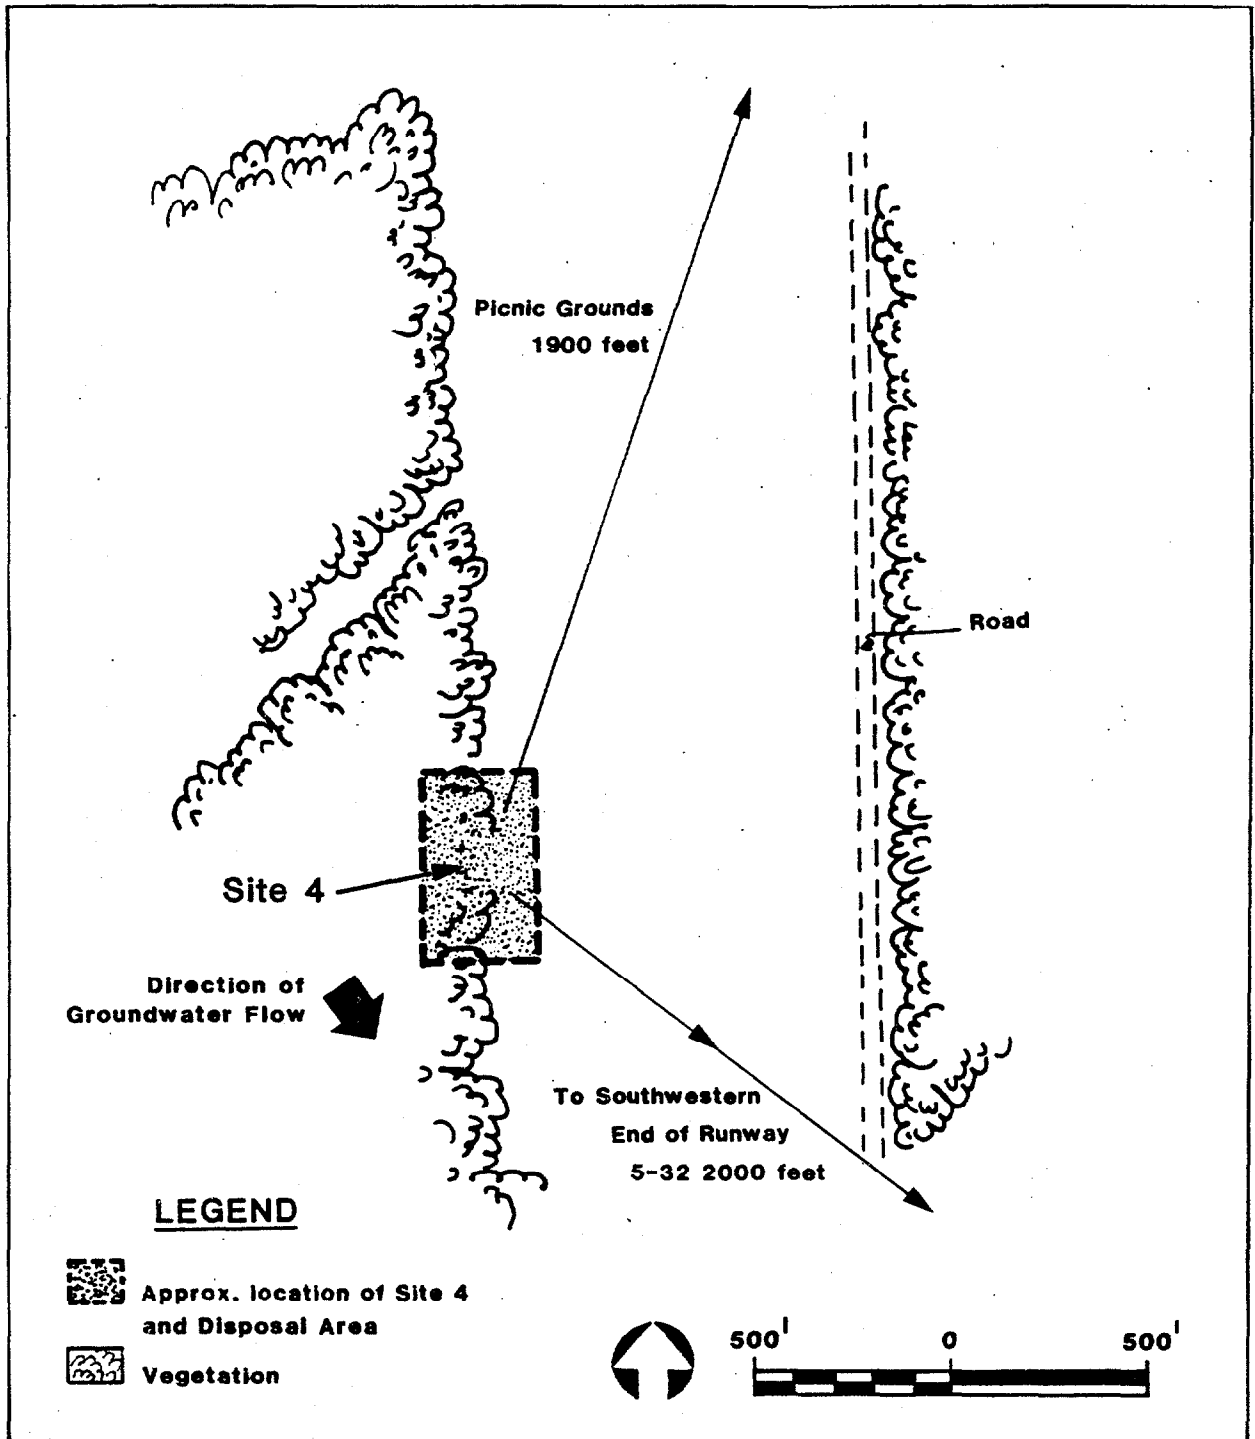 Picnic Grounds
1900 feet
Road
Site 4
Direction of
Groundwater Flow
To Southwestern
End of Runway
5-32 2000 feet
LEGEND
Approx. location of Site 4
and Disposal Area
Vegetation
500' 0 500'